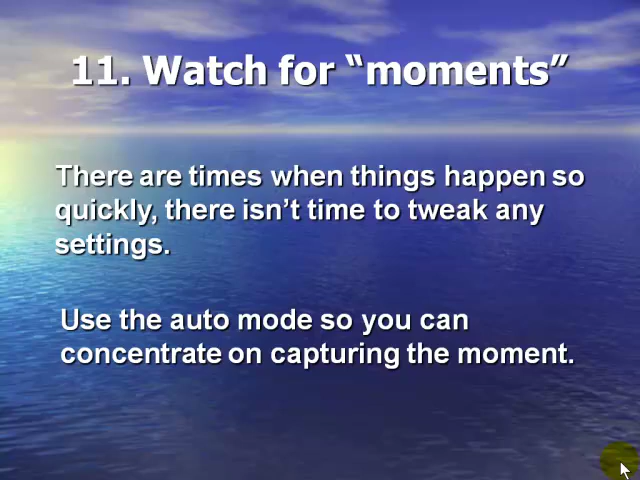 11. Watch for “moments”
There are times when things happen so
quickly, there isn’t time to tweak any
settings.
Use the auto mode so you can
concentrate on capturing the moment.